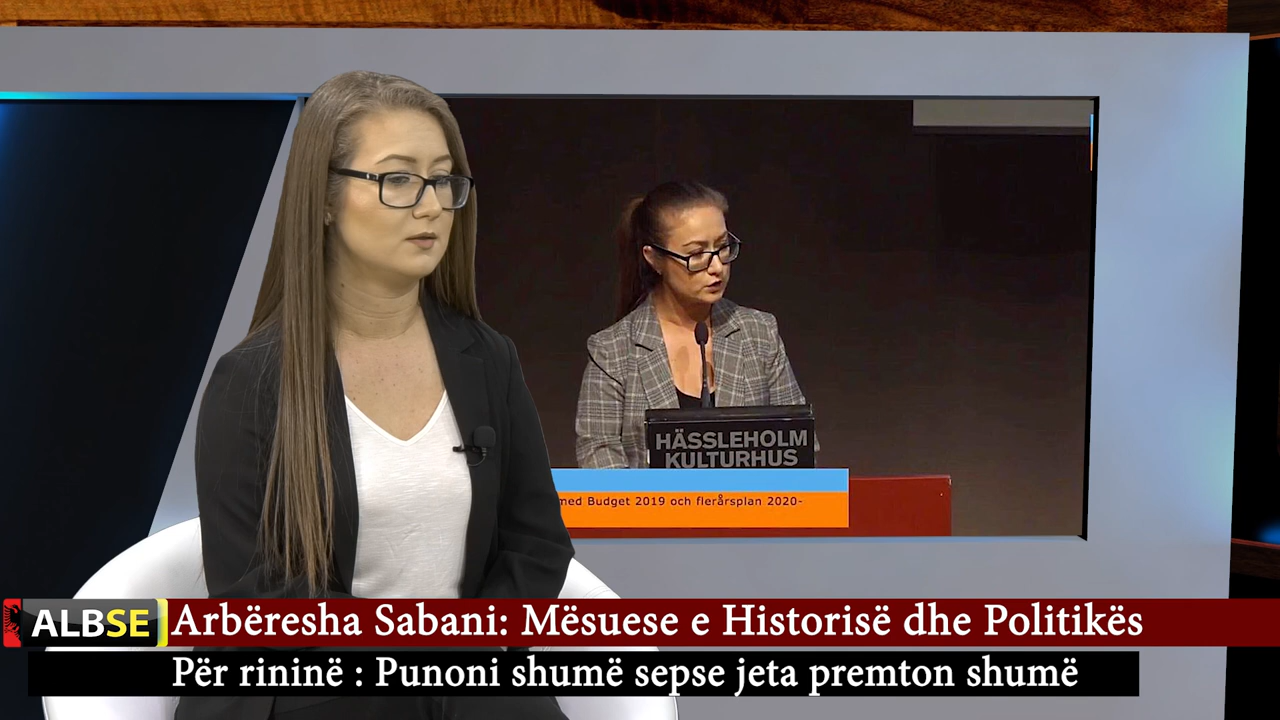 HÄSSLEHOLM
KULTURHUS
med Budget 2019 och flerårsplan 2020-
ALBSE Arbëresha Sabani: Mësuese e Historisë dhe Politikës
Për rininë : Punoni shumë sepse jeta premton shumë